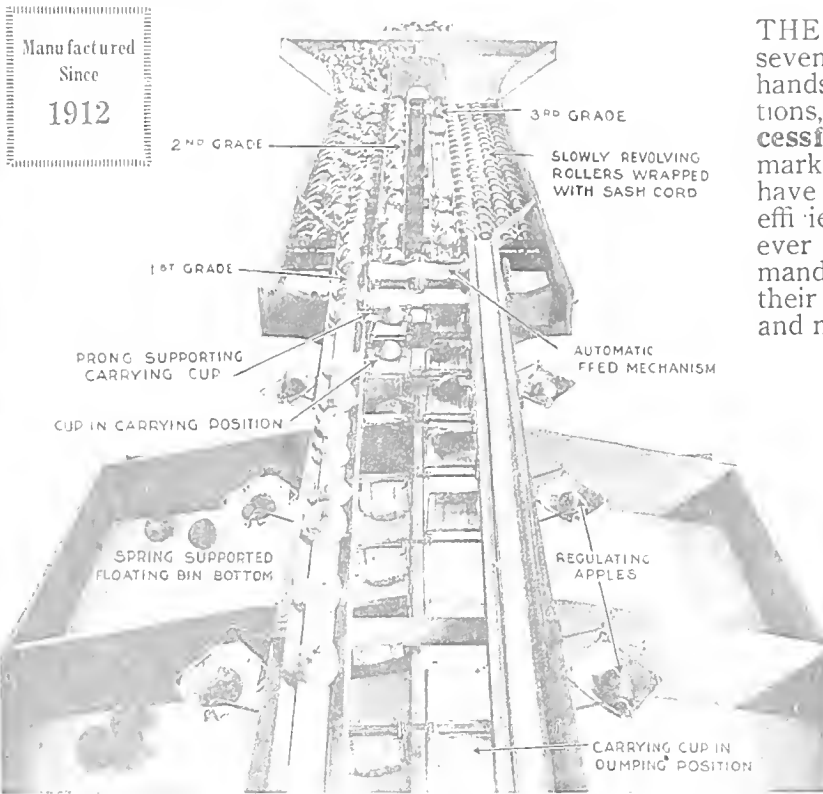 Manufactured
Since
1912
THE
seven
hands
tions,
cessf
mark
have
effi ie
ever
mand
their
and n
3RD GRADE
2ND GRADE
SLOWLY REVOLVING
ROLLERS WRAPPED
WITH SASH CORD
1ST GRADE
PRONG SUPPORTING
CARRYING CUP
AUTOMATIC
FEED MECHANISM
CUP IN CARRYING POSITION
SPRING SUPPORTED
FLOATING BIN BOTTOM
REGULATING
APPLES
CARRYING CUP IN
DUMPING POSITION